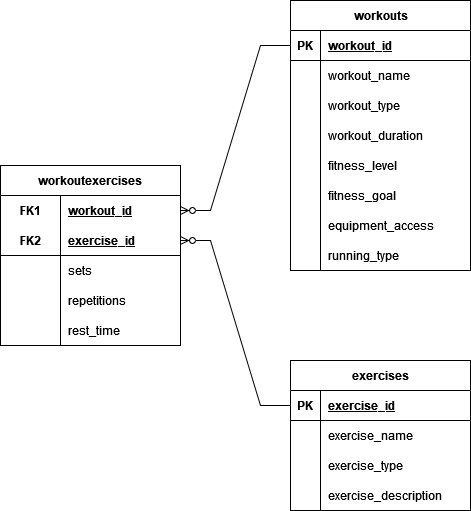 workouts
PK workout_id
workout_name
workout_type
workout_duration
fitness_level
fitness_goal
equipment_access
running_type
workoutexercises
FK1 workout_id
FK2 exercise_id
sets
repetitions
rest_time
exercises
PK exercise_id
exercise_name
exercise_type
exercise_description